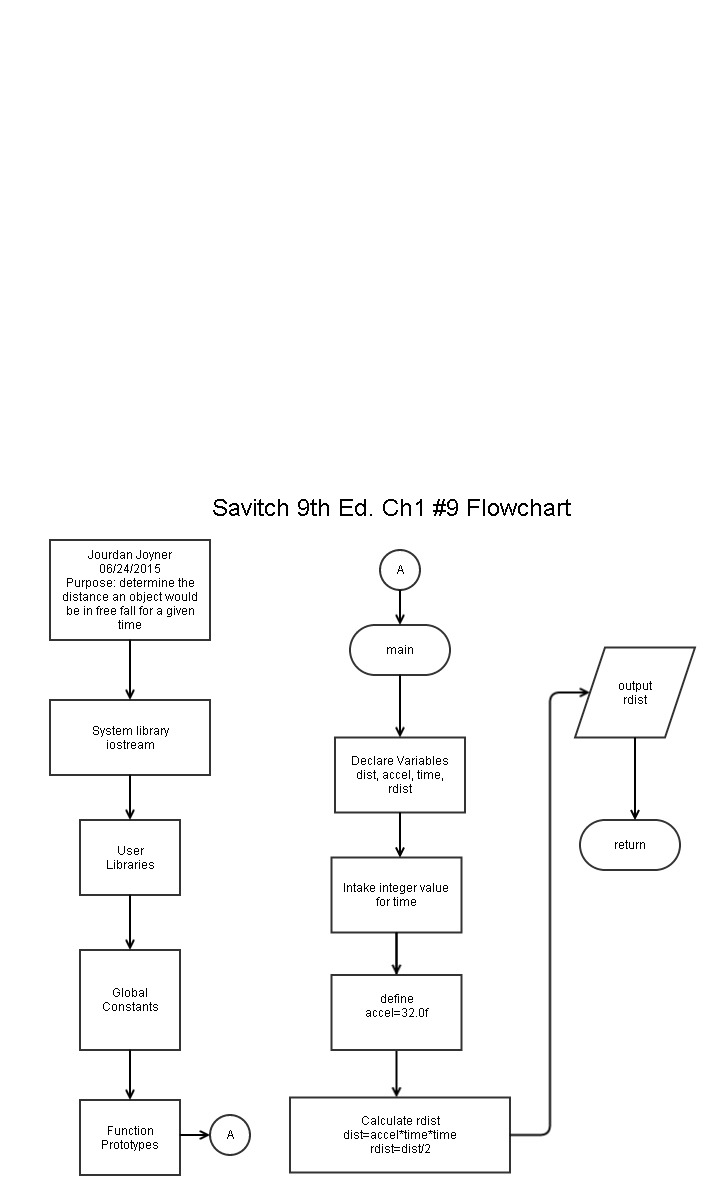 Savitch 9th Ed. Ch1 #9 Flowchart
Jourdan Joyner
06/24/2015
Purpose: determine the
distance an object would
be in free fall for a given
time
System library
iostream
User
Libraries
Global
Constants
Function
Prototypes
A
A
main
Declare Variables
dist, accel, time,
rdist
Intake integer value
for time
define
accel=32.0f
Calculate rdist
dist=accel*time*time
rdist=dist/2
output
rdist
return